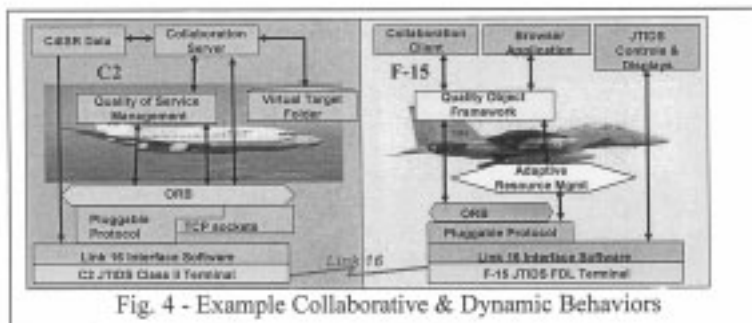 C4ISR Data
Collaboration
Server
C2
Quality of Service
Management
Virtual Target
Folder
ORB
Pluggable
Protocol
TCP sockets
Link 16 Interface Software
C2 JTIDS Class II Terminal
Link 16
Collaboration
Client
Browser
Application
JTIDS
Controls &
Displays
F-15
Quality Object
Framework
Adaptive
Resource Mgmt
ORB
Pluggable Protocol
Link 16 Interface Software
F-15 JTIDS FDL Terminal
Fig. 4 - Example Collaborative & Dynamic Behaviors